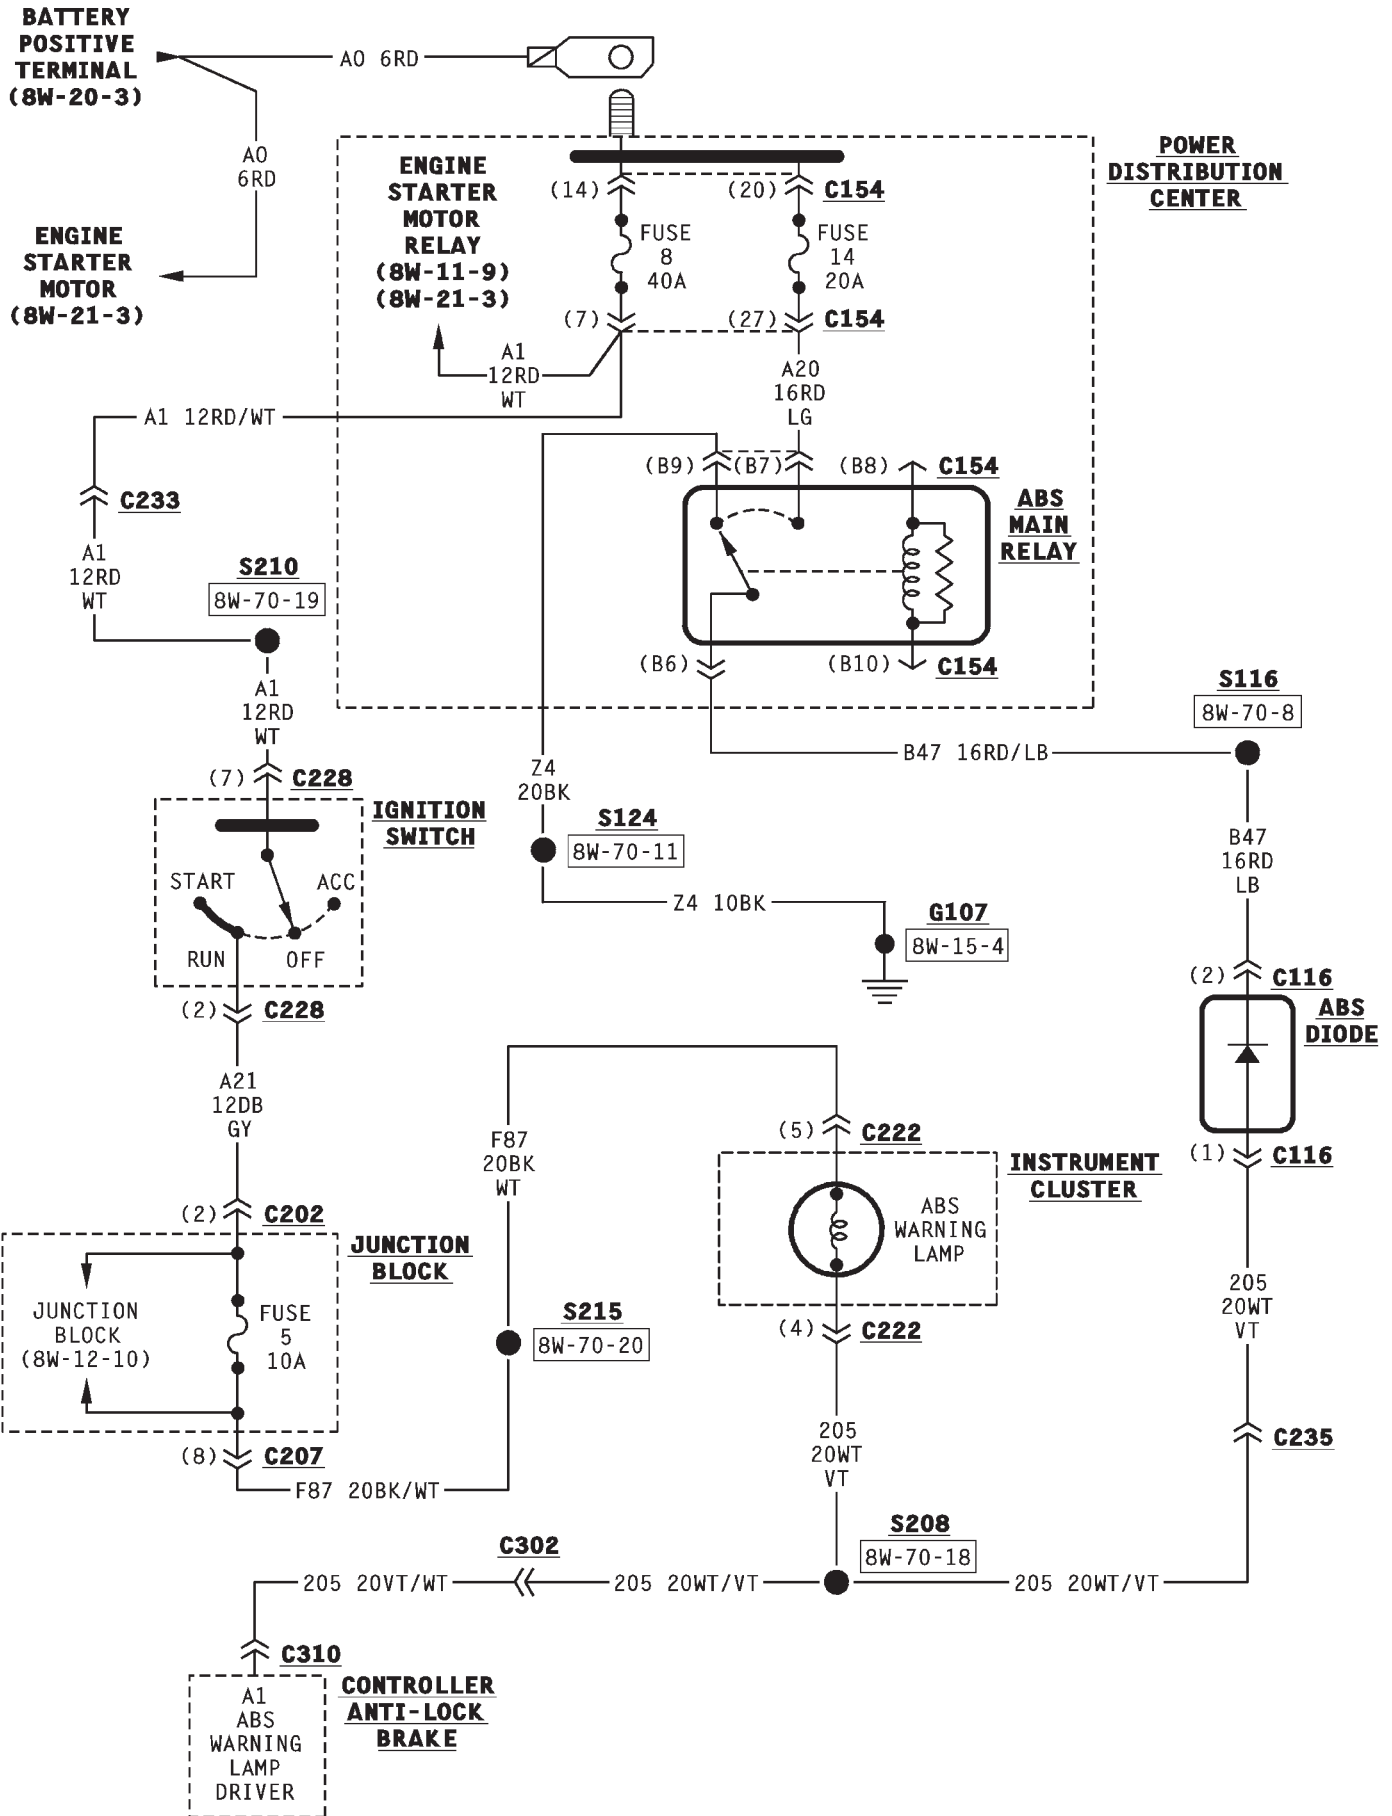 BATTERY
POSITIVE
TERMINAL
(8W-20-3)
A0 6RD
A0
6RD
ENGINE
STARTER
MOTOR
(8W-21-3)
POWER
DISTRIBUTION
CENTER
ENGINE
STARTER
MOTOR
RELAY
(8W-11-9)
(8W-21-3)
(14)
(20)
C154
FUSE
8
40A
FUSE
14
20A
(7)
(27)
C154
A1
12RD
WT
A20
16RD
LG
A1 12RD/WT
(B9)
(B7)
(B8)
C154
ABS
MAIN
RELAY
C233
A1
12RD
WT
S210
8W-70-19
(B6)
(B10)
C154
A1
12RD
WT
S116
8W-70-8
B47 16RD/LB
(7)
C228
Z4
20BK
IGNITION
SWITCH
S124
8W-70-11
B47
16RD
LB
START
ACC
RUN
OFF
Z4 10BK
G107
8W-15-4
(2)
C116
ABS
DIODE
(2)
C228
A21
12DB
GY
F87
20BK
WT
(5)
C222
(1)
C116
INSTRUMENT
CLUSTER
ABS
WARNING
LAMP
(2)
C202
JUNCTION
BLOCK
JUNCTION
BLOCK
(8W-12-10)
FUSE
5
10A
S215
8W-70-20
(4)
C222
205
20WT
VT
205
20WT
VT
C235
(8)
C207
F87 20BK/WT
S208
8W-70-18
C302
205 20VT/WT
205 20WT/VT
205 20WT/VT
C310
CONTROLLER
ANTI-LOCK
BRAKE
A1
ABS
WARNING
LAMP
DRIVER